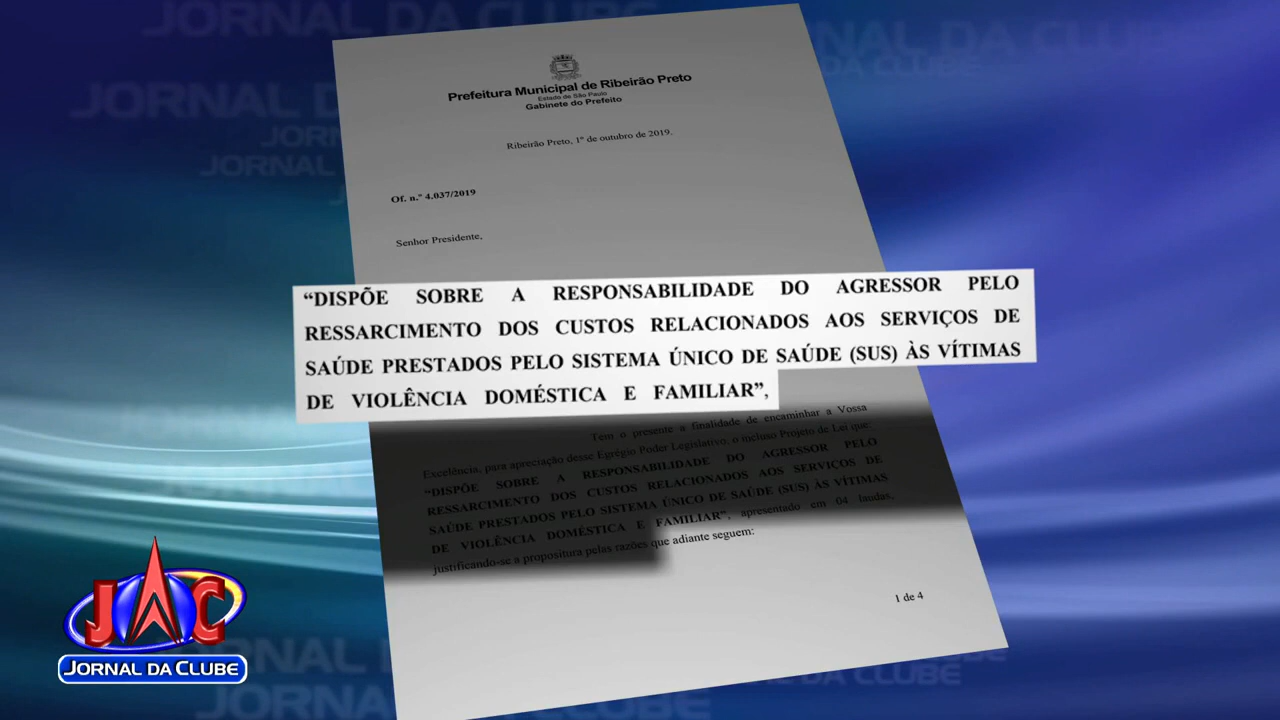 JORNAL DA CLUBE
JORNAL DA CLUBE
Prefeitura Municipal de Ribeirão Preto
Estado de São Paulo
Gabinete do Prefeito
Ribeirão Preto, 1º de outubro de 2019.
Of. n.º 4.037/2019
Senhor Presidente,
“DISPÕE SOBRE A RESPONSABILIDADE DO AGRESSOR PELO
RESSARCIMENTO DOS CUSTOS RELACIONADOS AOS SERVIÇOS DE
SAÚDE PRESTADOS PELO SISTEMA ÚNICO DE SAÚDE (SUS) ÀS VÍTIMAS
DE VIOLÊNCIA DOMÉSTICA E FAMILIAR”,
Tem o presente a finalidade de encaminhar a Vossa
Excelência, para apreciação desse Egrégio Poder Legislativo, o incluso Projeto de Lei que:
“DISPÕE SOBRE A RESPONSABILIDADE DO AGRESSOR PELO
RESSARCIMENTO DOS CUSTOS RELACIONADOS AOS SERVIÇOS DE
SAÚDE PRESTADOS PELO SISTEMA ÚNICO DE SAÚDE (SUS) ÀS VÍTIMAS
DE VIOLÊNCIA DOMÉSTICA E FAMILIAR”, apresentado em 04 laudas,
justificando-se a propositura pelas razões que adiante seguem:
1 de 4
JAC
JORNAL DA CLUBE